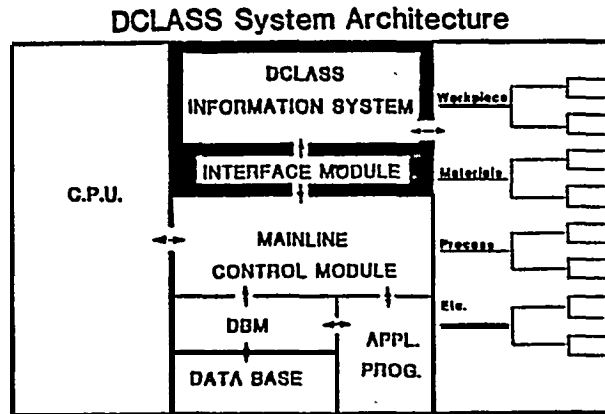 DCLASS System Architecture
DCLASS
INFORMATION SYSTEM
INTERFACE MODULE
C.P.U.
MAINLINE
CONTROL MODULE
DBM
DATA BASE
APPL.
PROG.
Workpiece
Materials
Process
Etc.